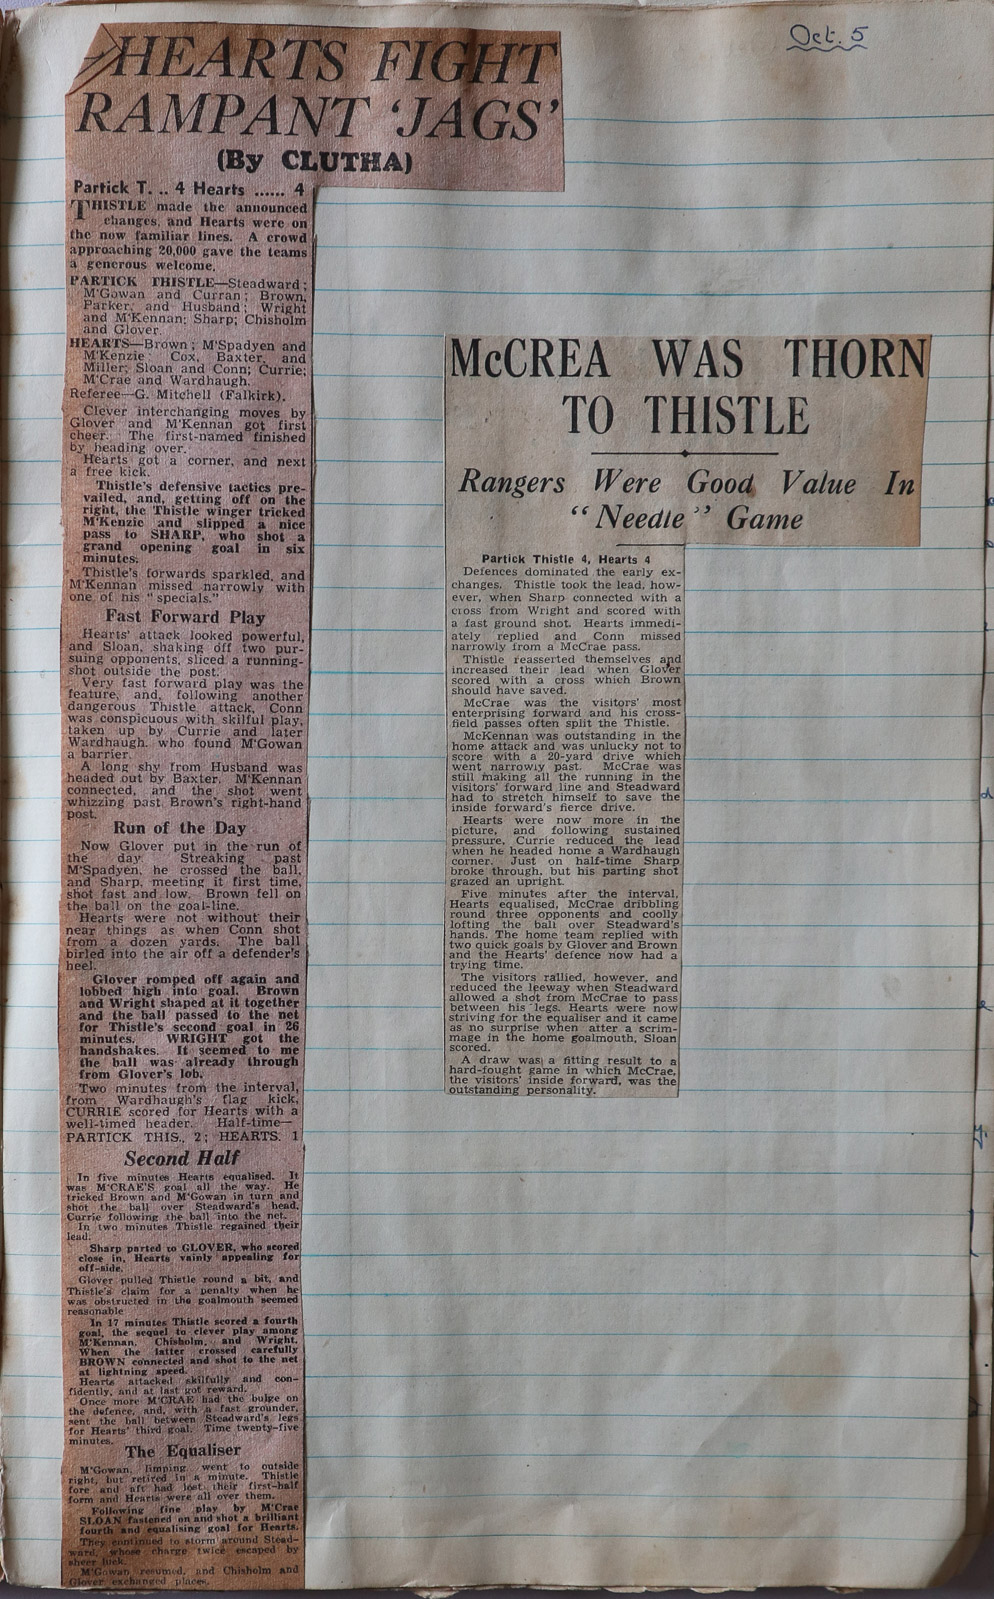 Oct. 5
HEARTS FIGHT
RAMPANT ‘JAGS’
(By CLUTHA)
Partick T. .. 4 Hearts ...... 4
THISTLE made the announced
changes, and Hearts were on
the now familiar lines. A crowd
approaching 20,000 gave the teams
a generous welcome.
PARTICK THISTLE—Steadward;
M'Gowan and Curran; Brown,
Parker, and Husband; Wright
and M'Kennan; Sharp; Chisholm
and Glover.
HEARTS—Brown; M'Spadyen and
M'Kenzie; Cox, Baxter, and
Miller; Sloan and Conn; Currie;
M'Crae and Wardhaugh.
Referee—G. Mitchell (Falkirk).
Clever interchanging moves by
Glover and M'Kennan got first
cheer. The first-named finished
by heading over.
Hearts got a corner, and next
a free kick.
Thistle's defensive tactics pre-
vailed, and, getting off on the
right, the Thistle winger tricked
M'Kenzie and slipped a nice
pass to SHARP, who shot a
grand opening goal in six
minutes.
Thistle's forwards sparkled, and
M'Kennan missed narrowly with
one of his "specials."
Fast Forward Play
Hearts' attack looked powerful,
and Sloan, shaking off two pur-
suing opponents, sliced a running-
shot outside the post.
Very fast forward play was the
feature, and, following another
dangerous Thistle attack, Conn
was conspicuous with skilful play,
taken up by Currie and later
Wardhaugh, who found M'Gowan
a barrier.
A long shy from Husband was
headed out by Baxter. M'Kennan
connected, and the shot went
whizzing past Brown's right-hand
post.
Run of the Day
Now Glover put in the run of
the day. Streaking past
M'Spadyen, he crossed the ball,
and Sharp, meeting it first time,
shot fast and low. Brown fell on
the ball on the goal-line.
Hearts were not without their
near things as when Conn shot
from a dozen yards. The ball
birled into the air off a defender's
heel.
Glover romped off again and
lobbed high into goal. Brown
and Wright shaped at it together
and the ball passed to the net
for Thistle's second goal in 26
minutes. WRIGHT got the
handshakes. It seemed to me
the ball was already through
from Glover's lob.
Two minutes from the interval,
from Wardhaugh's flag kick,
CURRIE scored for Hearts with a
well-timed header. Half-time—
PARTICK THIS., 2; HEARTS, 1
Second Half
In five minutes Hearts equalised. It
was M'CRAE'S goal all the way. He
tricked Brown and M'Gowan in turn and
shot the ball over Steadward's head,
Currie following the ball into the net.
In two minutes Thistle regained their
lead.
Sharp parted to GLOVER, who scored
close in, Hearts vainly appealing for
off-side.
Glover pulled Thistle round a bit, and
Thistle's claim for a penalty when he
was obstructed in the goalmouth seemed
reasonable
In 17 minutes Thistle scored a fourth
goal, the sequel to clever play among
M'Kennan, Chisholm, and Wright.
When the latter crossed carefully
BROWN connected and shot to the net
at lightning speed.
Hearts attacked skilfully and con-
fidently, and at last got reward.
Once more M'CRAE had the bulge on
the defence, and, with a fast grounder,
sent the ball between Steadward's legs
for Hearts' third goal. Time twenty-five
minutes.
The Equaliser
M'Gowan, limping, went to outside
right, but retired in a minute. Thistle
fore and aft had lost their first-half
form and Hearts were all over them.
Following fine play by M'Crae
SLOAN fastened on and shot a brilliant
fourth and equalising goal for Hearts.
They continued to storm around Stead-
ward, whose charge twice escaped by
sheer luck.
M'Gowan resumed, and Chisholm and
Glover exchanged places.
McCREA WAS THORN
TO THISTLE
Rangers Were Good Value In
“Needle” Game
Partick Thistle 4, Hearts 4
Defences dominated the early ex-
changes. Thistle took the lead, how-
ever, when Sharp connected with a
cross from Wright and scored with
a fast ground shot. Hearts immedi-
ately replied and Conn missed
narrowly from a McCrae pass.
Thistle reasserted themselves and
increased their lead when Glover
scored with a cross which Brown
should have saved.
McCrae was the visitors' most
enterprising forward and his cross-
field passes often split the Thistle.
McKennan was outstanding in the
home attack and was unlucky not to
score with a 20-yard drive which
went narrowly past. McCrae was
still making all the running in the
visitors' forward line and Steadward
had to stretch himself to save the
inside forward's fierce drive.
Hearts were now more in the
picture, and following sustained
pressure, Currie reduced the lead
when he headed home a Wardhaugh
corner. Just on half-time Sharp
broke through, but his parting shot
grazed an upright.
Five minutes after the interval,
Hearts equalised, McCrae dribbling
round three opponents and coolly
lofting the ball over Steadward's
hands. The home team replied with
two quick goals by Glover and Brown
and the Hearts' defence now had a
trying time.
The visitors rallied, however, and
reduced the leeway when Steadward
allowed a shot from McCrae to pass
between his legs. Hearts were now
striving for the equaliser and it came
as no surprise when after a scrim-
mage in the home goalmouth, Sloan
scored.
A draw was a fitting result to a
hard-fought game in which McCrae,
the visitors' inside forward, was the
outstanding personality.